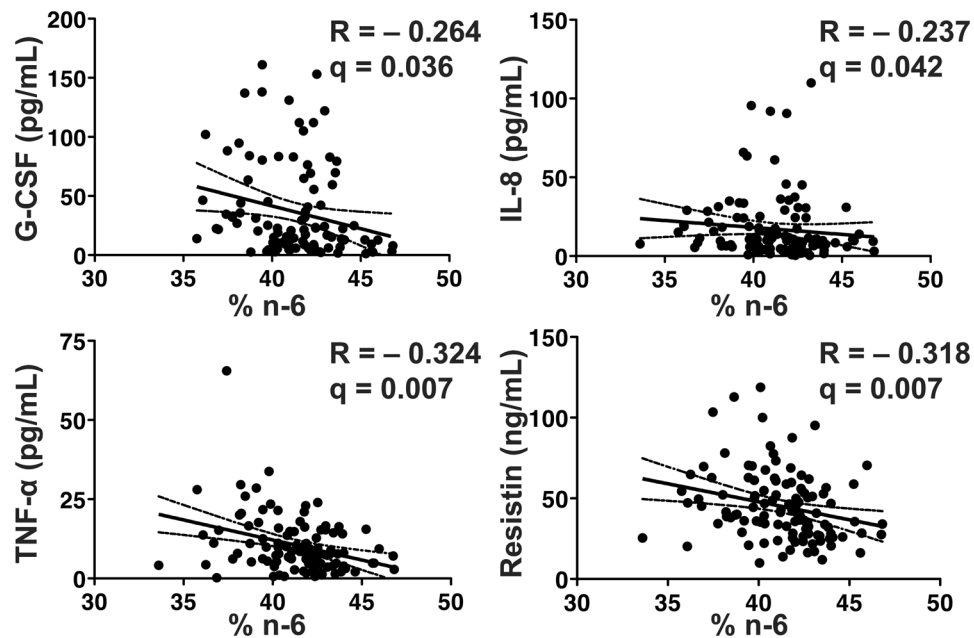 G-CSF (pg/mL)
200
150
100
50
0
R = – 0.264
q = 0.036
30 35 40 45 50
% n-6
IL-8 (pg/mL)
150
100
50
0
R = – 0.237
q = 0.042
30 35 40 45 50
% n-6
TNF-α (pg/mL)
75
50
25
0
R = – 0.324
q = 0.007
30 35 40 45 50
% n-6
Resistin (ng/mL)
150
100
50
0
R = – 0.318
q = 0.007
30 35 40 45 50
% n-6